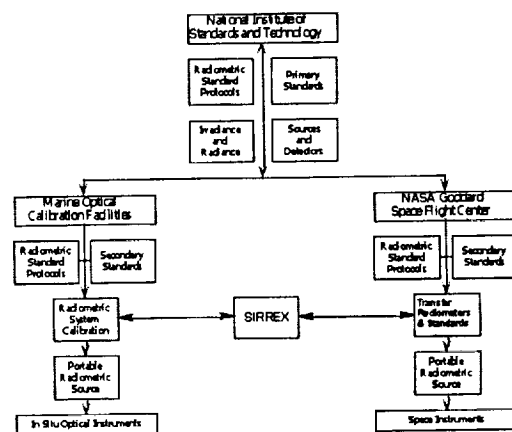 National Institute of
Standards and Technology
Radiometric
Standard
Protocols
Primary
Standards
Irradiance
and
Radiance
Sources
and
Detectors
Marine Optical
Calibration Facilities
NASA Goddard
Space Flight Center
Radiometric
Standard
Protocols
Secondary
Standards
Radiometric
Standard
Protocols
Secondary
Standards
Radiometric
System
Calibration
SIRREX
Transfer
Radiometers
& Standards
Portable
Radiometric
Source
Portable
Radiometric
Source
In Situ Optical Instruments
Space Instruments